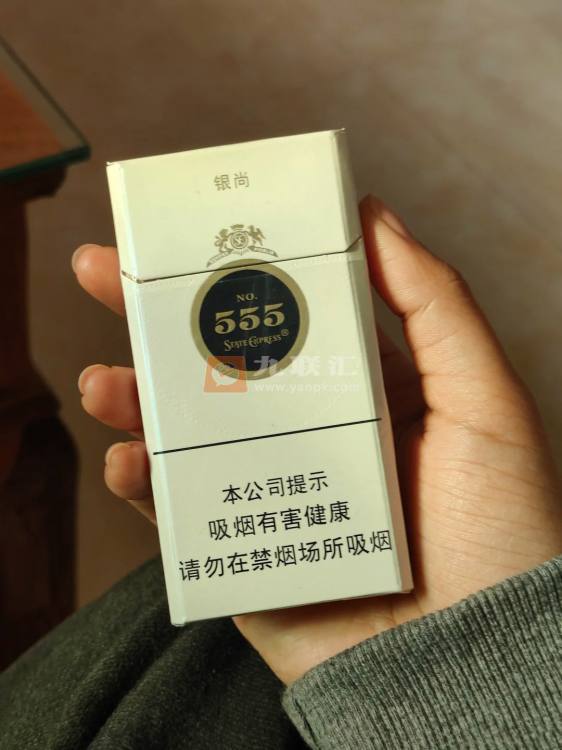 银尚
NO.
555
STATE EXPRESS®
九联汇
www.yanpk.com
本公司提示
吸烟有害健康
请勿在禁烟场所吸烟